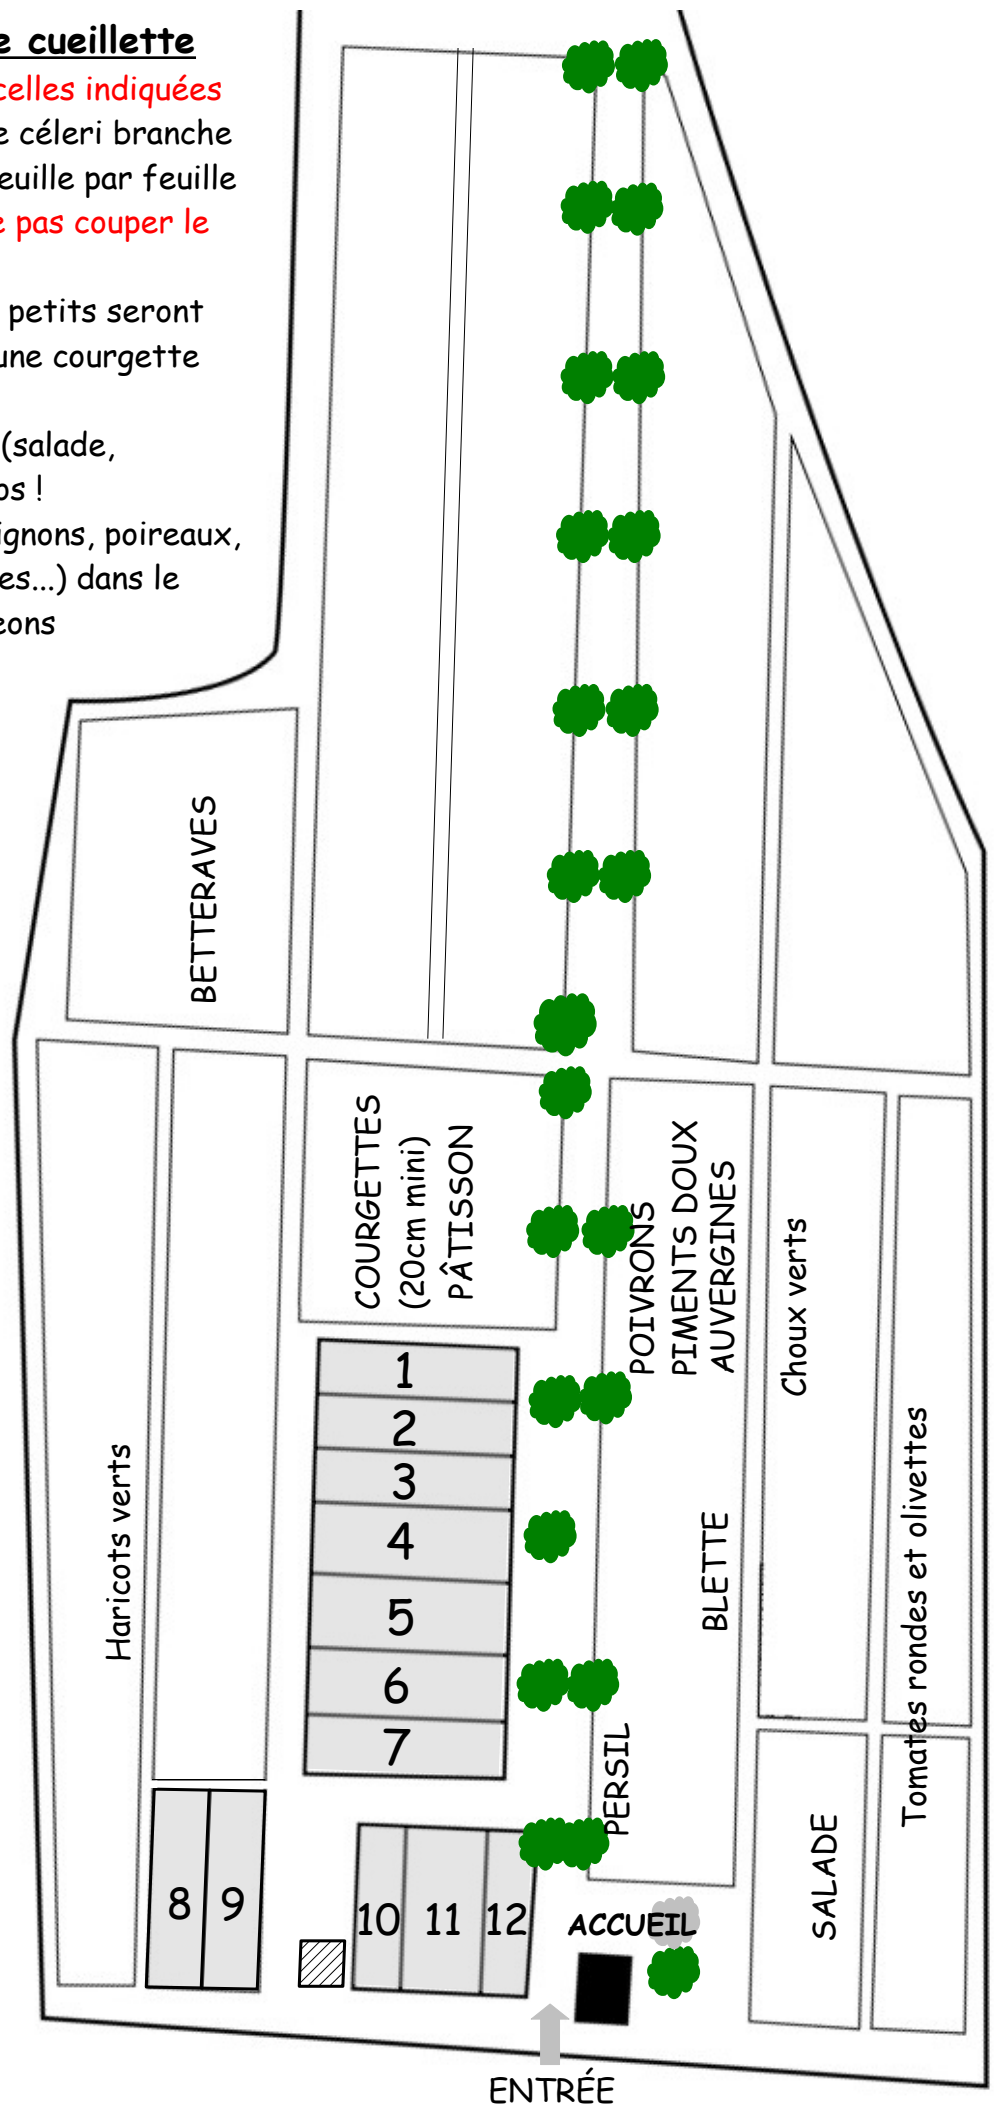 e cueillette
celles indiquées
e céleri branche
euille par feuille
e pas couper le
petits seront
une courgette
(salade,
os !
ignons, poireaux,
es...) dans le
eons
BETTERAVES
COURGETTES
(20cm mini)
PÂTISSON
POIVRONS
PIMENTS DOUX
AUVERGINES
Choux verts
Haricots verts
1
2
3
4
5
6
7
BLETTE
Tomates rondes et olivettes
PERSIL
SALADE
8
9
10
11
12
ACCUEIL
ENTRÉE